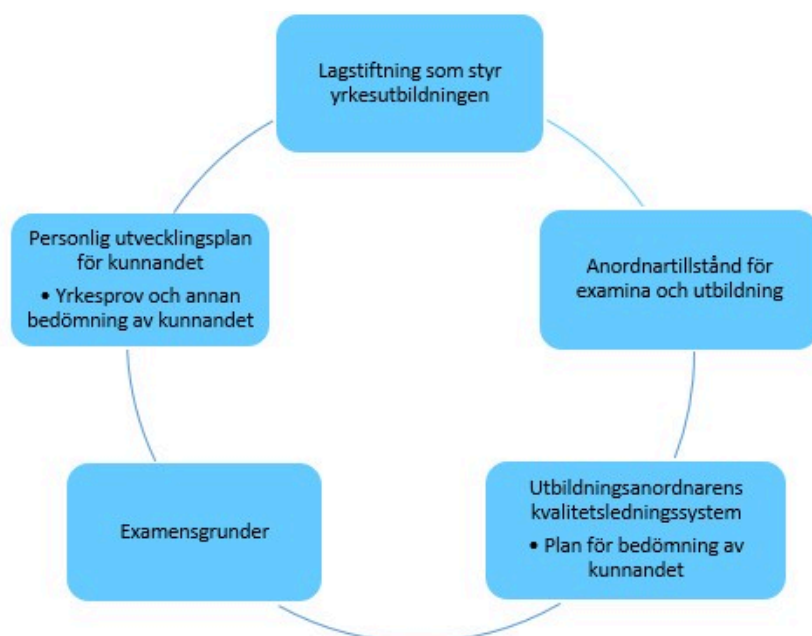 Lagstiftning som styr
yrkesutbildningen
Anordnartillstånd för
examina och utbildning
Utbildningsanordnarens
kvalitetsledningssystem
• Plan för bedömning av
kunnandet
Examensgrunder
Personlig utvecklingsplan
för kunnandet
• Yrkesprov och annan
bedömning av kunnandet